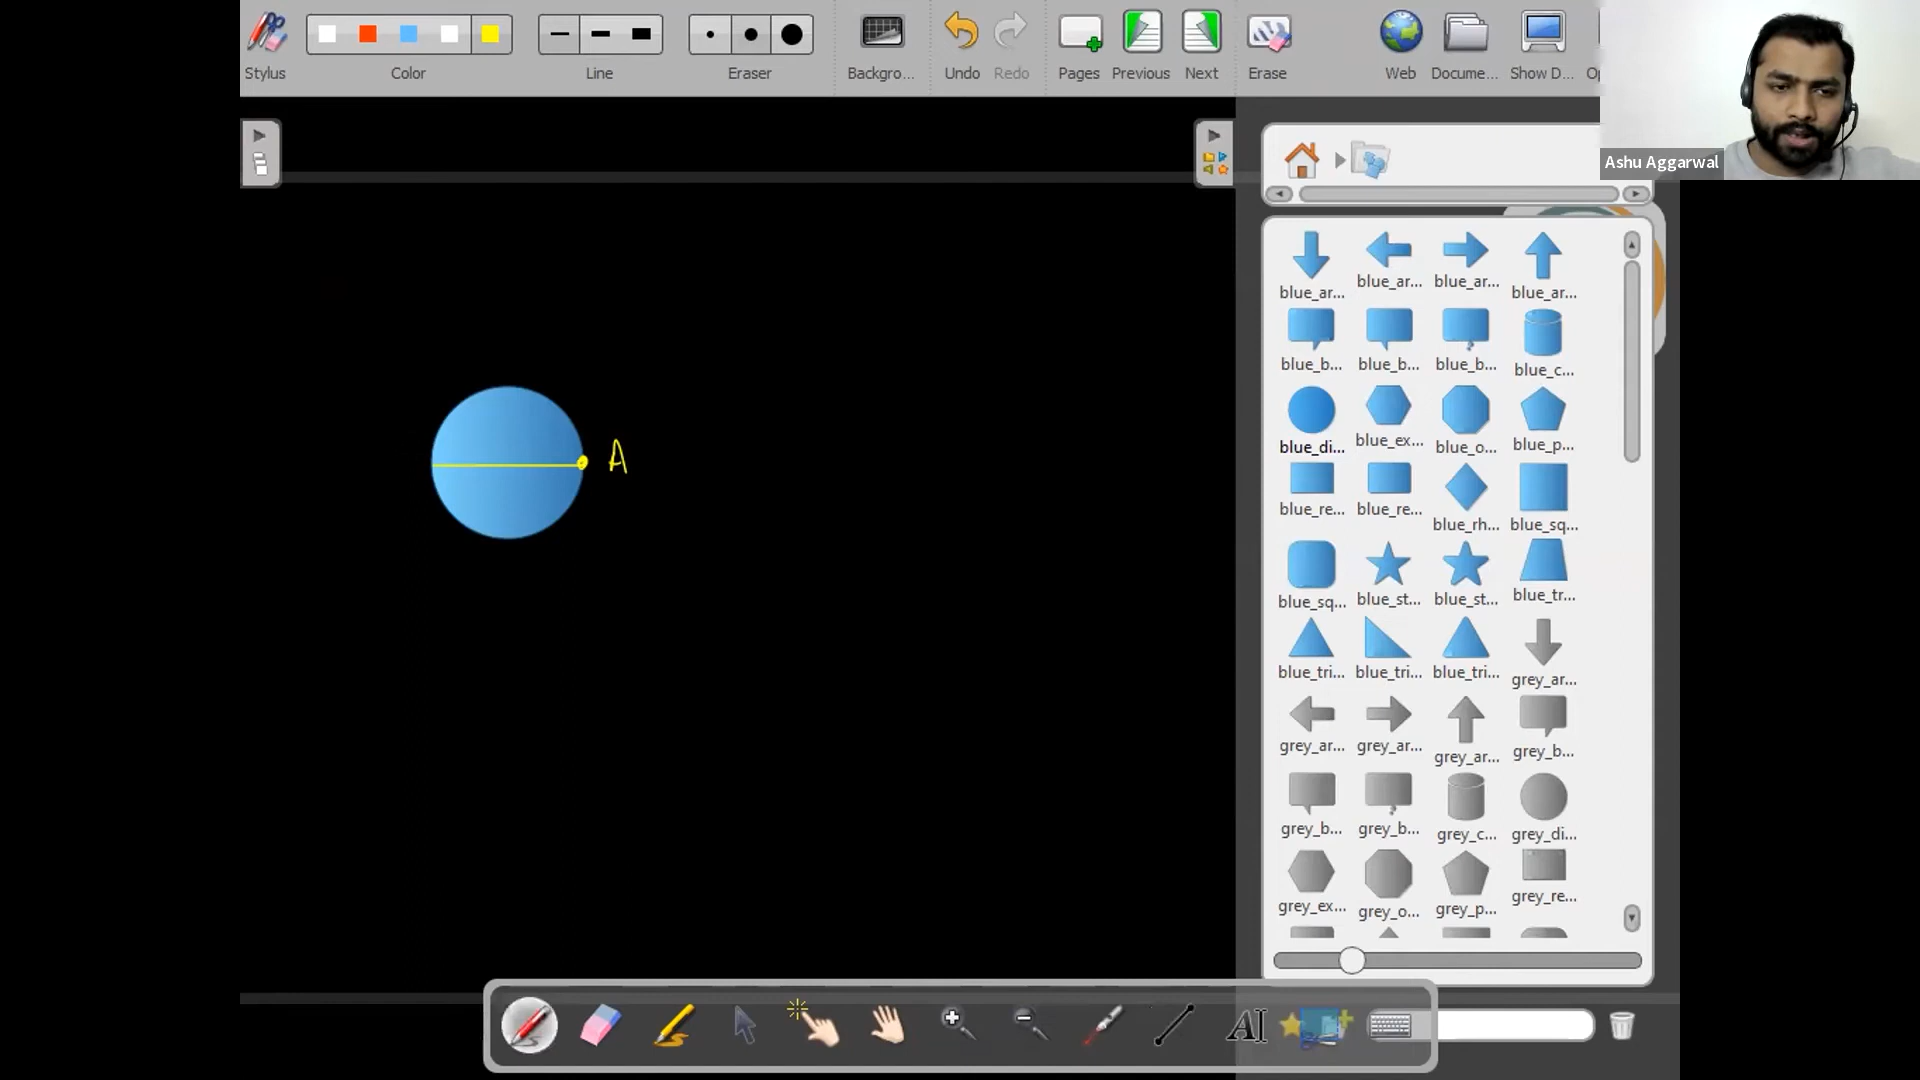 Stylus Color Line Eraser Backgro... Undo Redo Pages Previous Next Erase Web Docume... Show D...
Ashu Aggarwal
A
blue_ar... blue_ar... blue_ar... blue_ar...
blue_b... blue_b... blue_b... blue_c...
blue_di... blue_ex... blue_o... blue_p...
blue_re... blue_re... blue_rh... blue_sq...
blue_sq... blue_st... blue_st... blue_tr...
blue_tri... blue_tri... blue_tri... grey_ar...
grey_ar... grey_ar... grey_ar... grey_b...
grey_b... grey_b... grey_c... grey_di...
grey_ex... grey_o... grey_p... grey_re...
AI